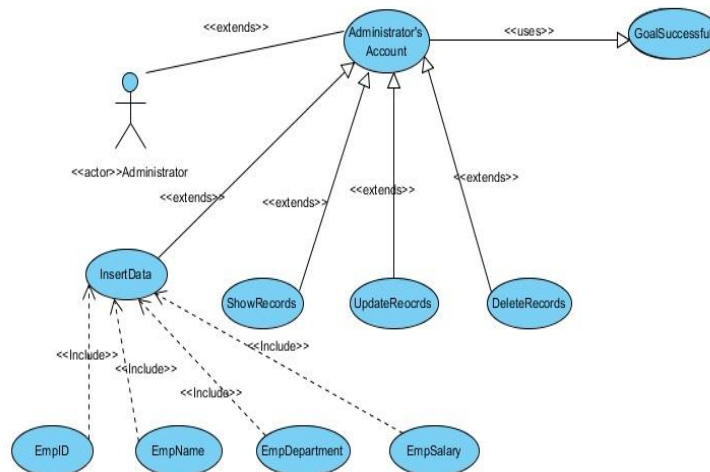 <<extends>>
Administrator's
Account
<<uses>>
GoalSuccessful
<<actor>>Administrator
<<extends>>
<<extends>>
<<extends>>
<<extends>>
InsertData
ShowRecords
UpdateReocrds
DeleteRecords
<<Include>>
<<Include>>
<<Include>>
<<Include>>
EmpID
EmpName
EmpDepartment
EmpSalary